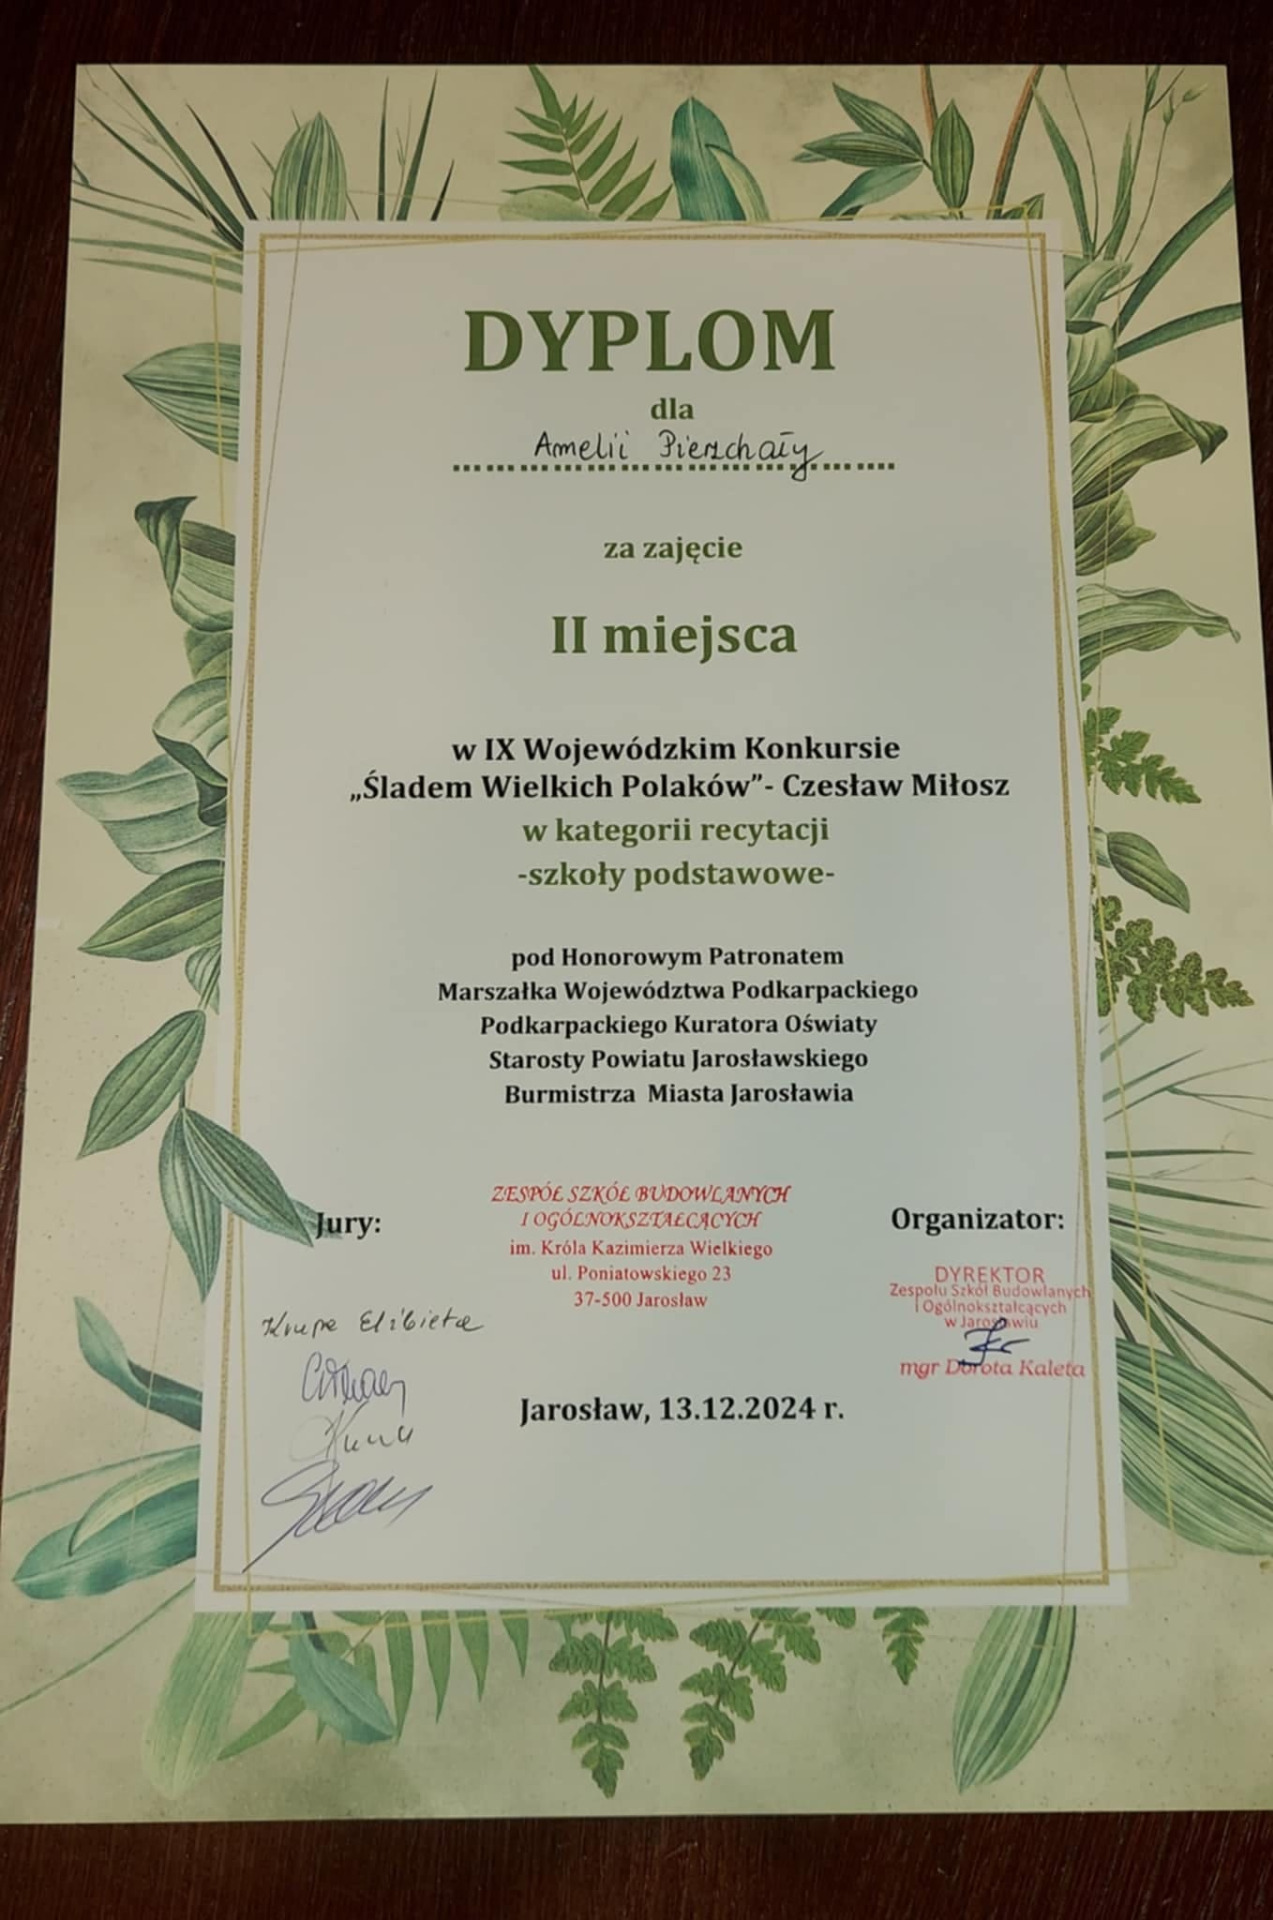 DYPLOM
dla
Amelii Pierzchały
za zajęcie
II miejsca
w IX Wojewódzkim Konkursie
„Śladem Wielkich Polaków”- Czesław Miłosz
w kategorii recytacji
-szkoły podstawowe-
pod Honorowym Patronatem
Marszałka Województwa Podkarpackiego
Podkarpackiego Kuratora Oświaty
Starosty Powiatu Jarosławskiego
Burmistrza Miasta Jarosławia
Jury:
Krupa Elżbieta
ZESPÓŁ SZKÓŁ BUDOWLANYCH
I OGÓLNOKSZTAŁCĄCYCH
im. Króla Kazimierza Wielkiego
ul. Poniatowskiego 23
37-500 Jarosław
Organizator:
DYREKTOR
Zespołu Szkół Budowlanych
i Ogólnokształcących
w Jarosławiu
mgr Dorota Kaleta
Jarosław, 13.12.2024 r.